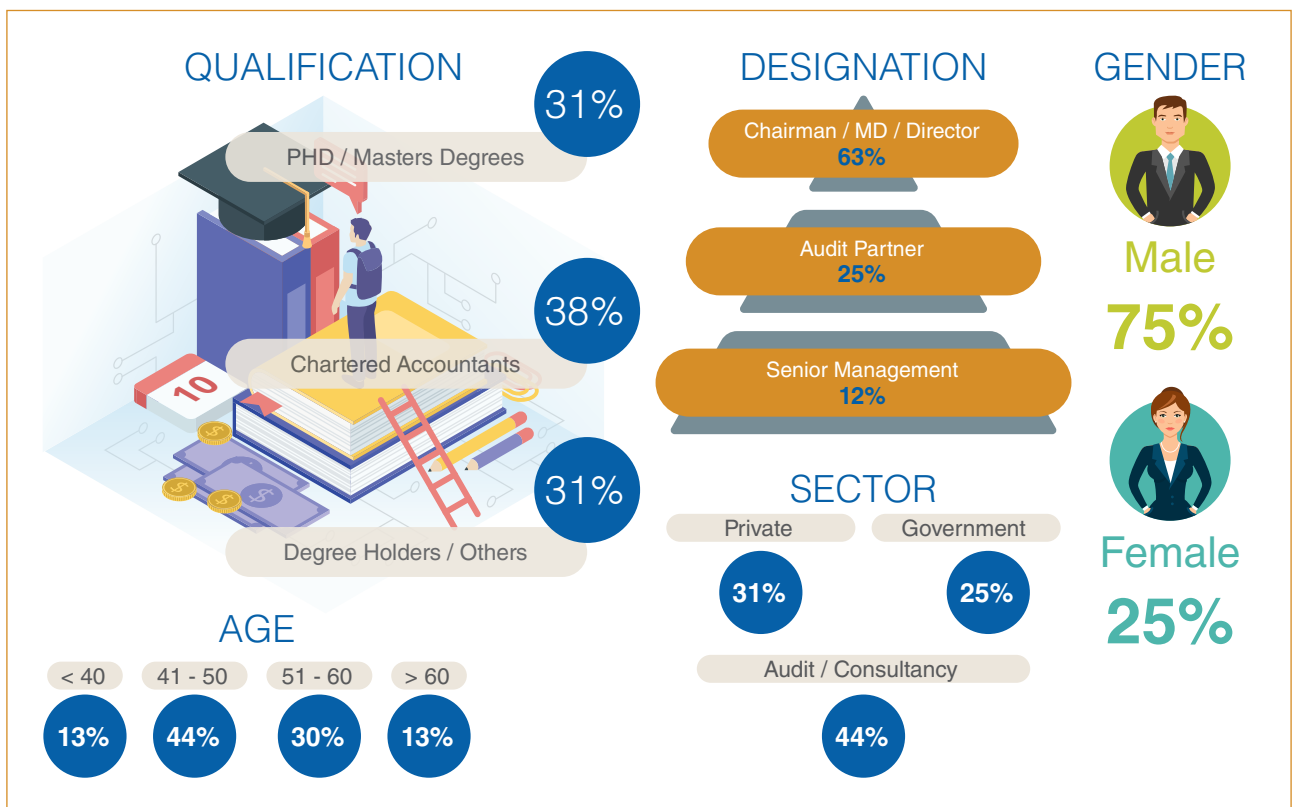 QUALIFICATION
31%
PHD / Masters Degrees
38%
Chartered Accountants
10
31%
Degree Holders / Others
AGE
< 40
41 - 50
51 - 60
> 60
13%
44%
30%
13%
DESIGNATION
Chairman / MD / Director
63%
Audit Partner
25%
Senior Management
12%
SECTOR
Private
Government
31%
25%
Audit / Consultancy
44%
GENDER
Male
75%
Female
25%